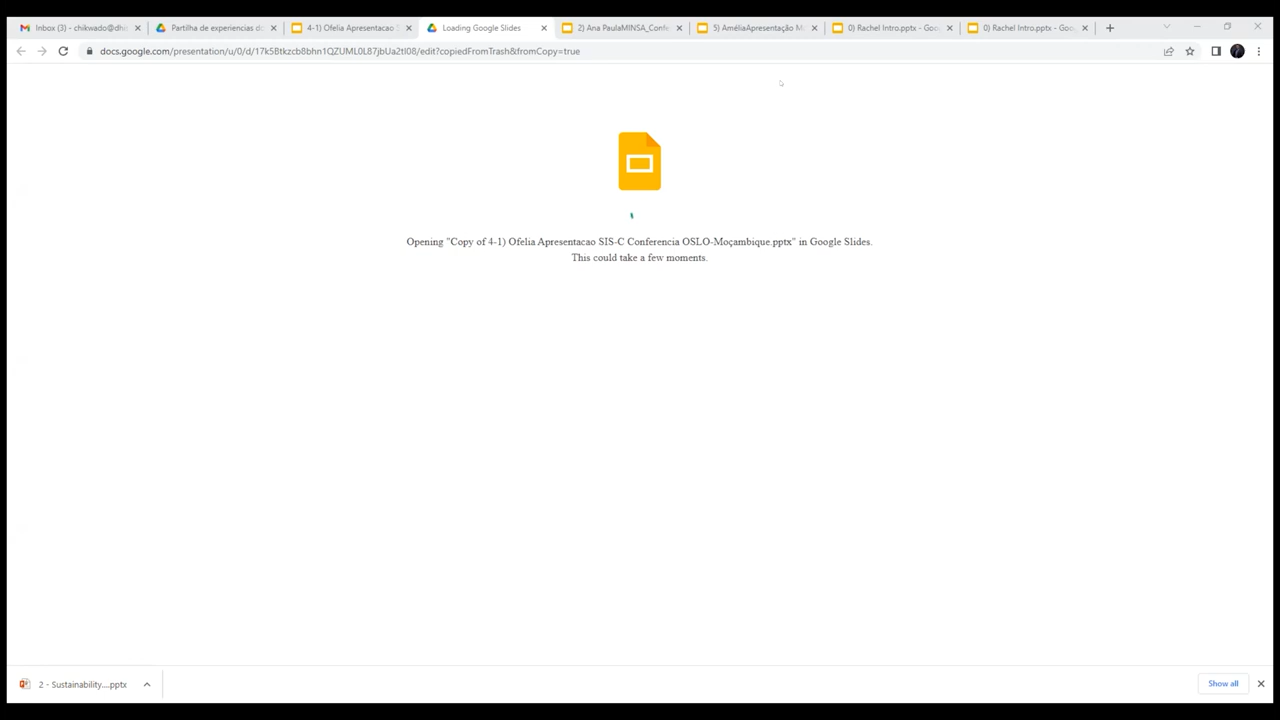 Inbox (3) - chikwado@dhi
Partilha de experiencias do
4-1) Ofelia Apresentacao S
Loading Google Slides
2) Ana PaulaMINSA_Confe
5) AméliaApresentação M
0) Rachel Intro.pptx - Goo
0) Rachel Intro.pptx - Goo
docs.google.com/presentation/u/0/d/17k5Btkzcb8bhn1QZUML0L87jbUa2tI08/edit?copiedFromTrash&fromCopy=true
Opening "Copy of 4-1) Ofelia Apresentacao SIS-C Conferencia OSLO-Moçambique.pptx" in Google Slides.
This could take a few moments.
2 - Sustainability....pptx
Show all